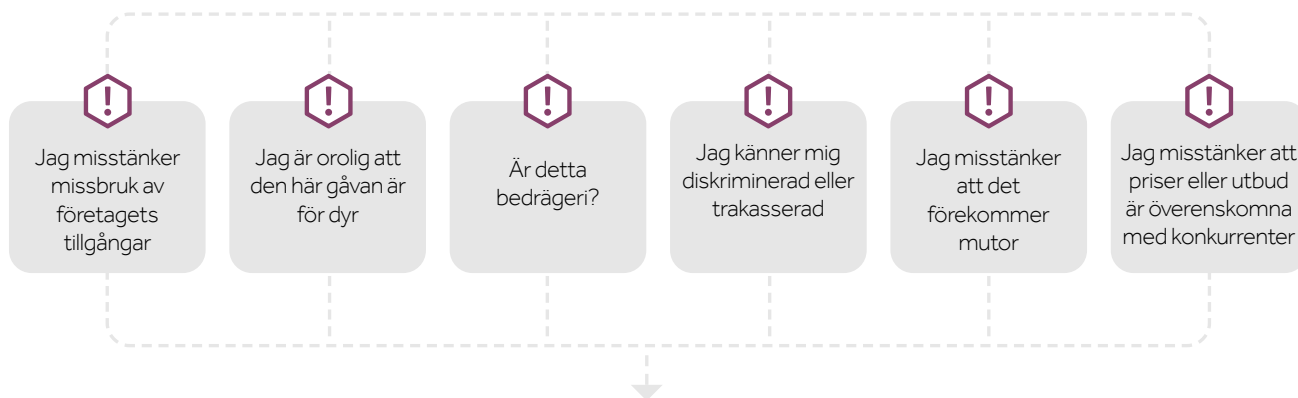 Jag misstänker
missbruk av
företagets
tillgångar
Jag är orolig att
den här gåvan är
för dyr
Är detta
bedrägeri?
Jag känner mig
diskriminerad eller
trakasserad
Jag misstänker
att det
förekommer
mutor
Jag misstänker att
priser eller utbud
är överenskomna
med konkurrenter